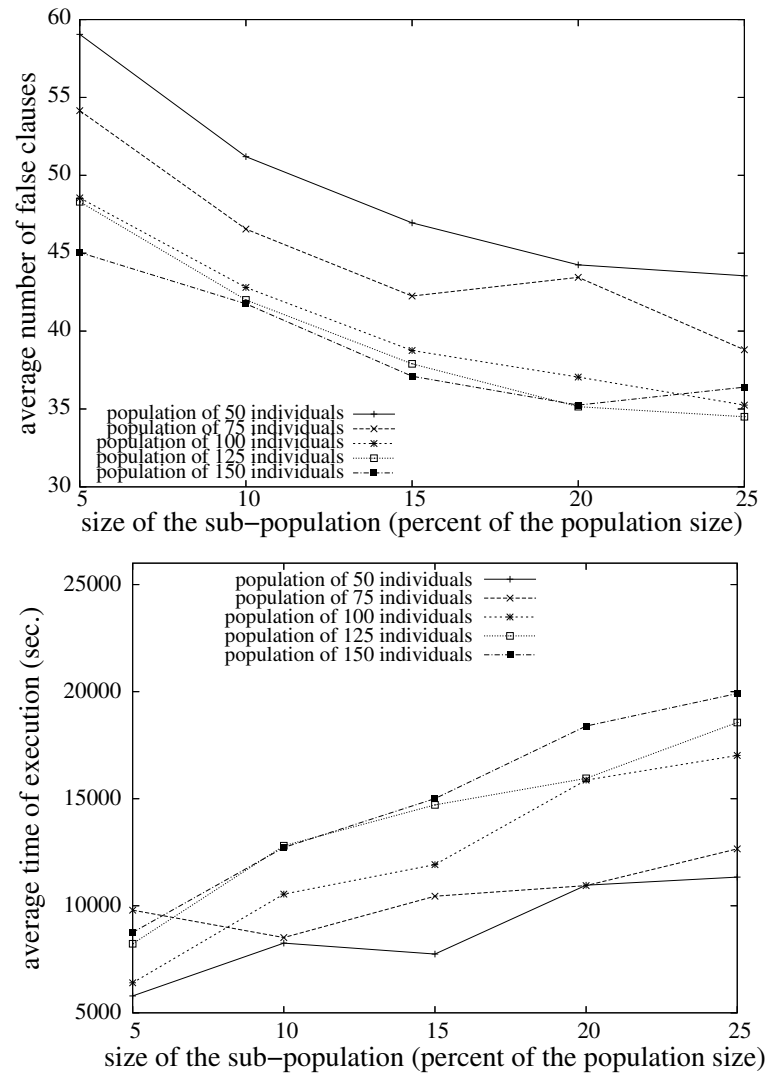 60
55
50
45
40
35
30
average number of false clauses
population of 50 individuals
population of 75 individuals
population of 100 individuals
population of 125 individuals
population of 150 individuals
5 10 15 20 25
size of the sub−population (percent of the population size)
25000
20000
15000
10000
5000
average time of execution (sec.)
population of 50 individuals
population of 75 individuals
population of 100 individuals
population of 125 individuals
population of 150 individuals
5 10 15 20 25
size of the sub−population (percent of the population size)